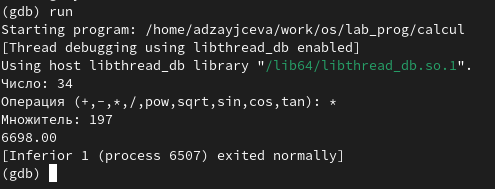 (gdb) run
Starting program: /home/adzayjceva/work/os/lab_prog/calcul
[Thread debugging using libthread_db enabled]
Using host libthread_db library "/lib64/libthread_db.so.1".
Число: 34
Операция (+,-,*,/,pow,sqrt,sin,cos,tan): *
Множитель: 197
6698.00
[Inferior 1 (process 6507) exited normally]
(gdb)